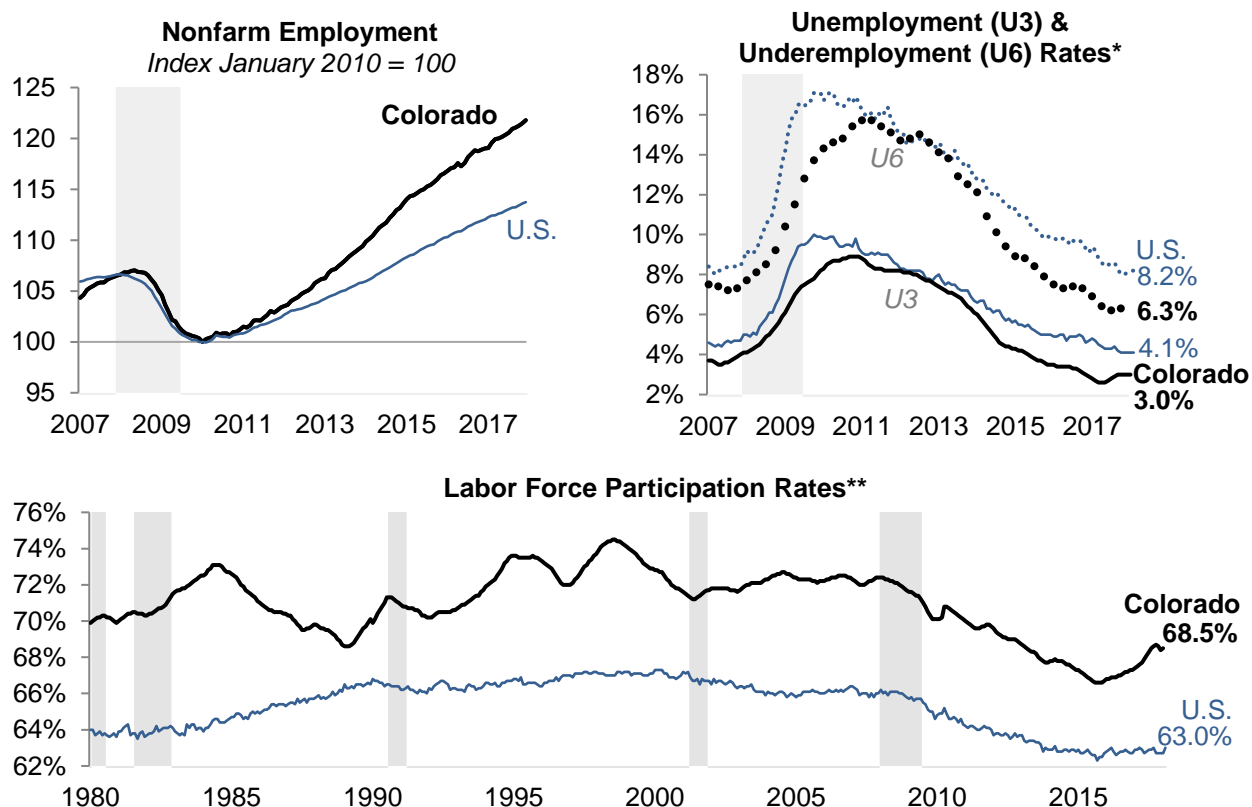 Nonfarm Employment
Index January 2010 = 100
125
120
115
110
105
100
95
Colorado
U.S.
2007 2009 2011 2013 2015 2017
Unemployment (U3) &
Underemployment (U6) Rates*
18%
16%
14%
12%
10%
8%
6%
4%
2%
U6
U3
U.S.
8.2%
6.3%
4.1%
Colorado
3.0%
2007 2009 2011 2013 2015 2017
Labor Force Participation Rates**
76%
74%
72%
70%
68%
66%
64%
62%
Colorado
68.5%
U.S.
63.0%
1980 1985 1990 1995 2000 2005 2010 2015